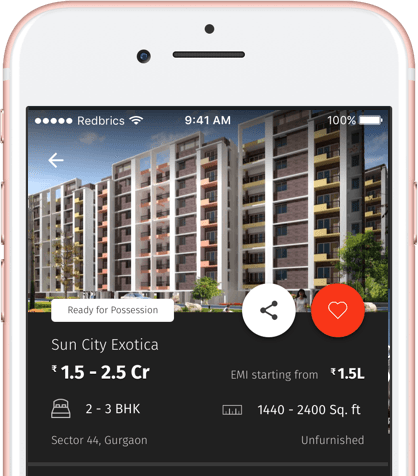 Redbrics 9:41 AM 100%
Ready for Possession
Sun City Exotica
₹ 1.5 - 2.5 Cr EMI starting from ₹1.5L
2 - 3 BHK 1440 - 2400 Sq. ft
Sector 44, Gurgaon Unfurnished